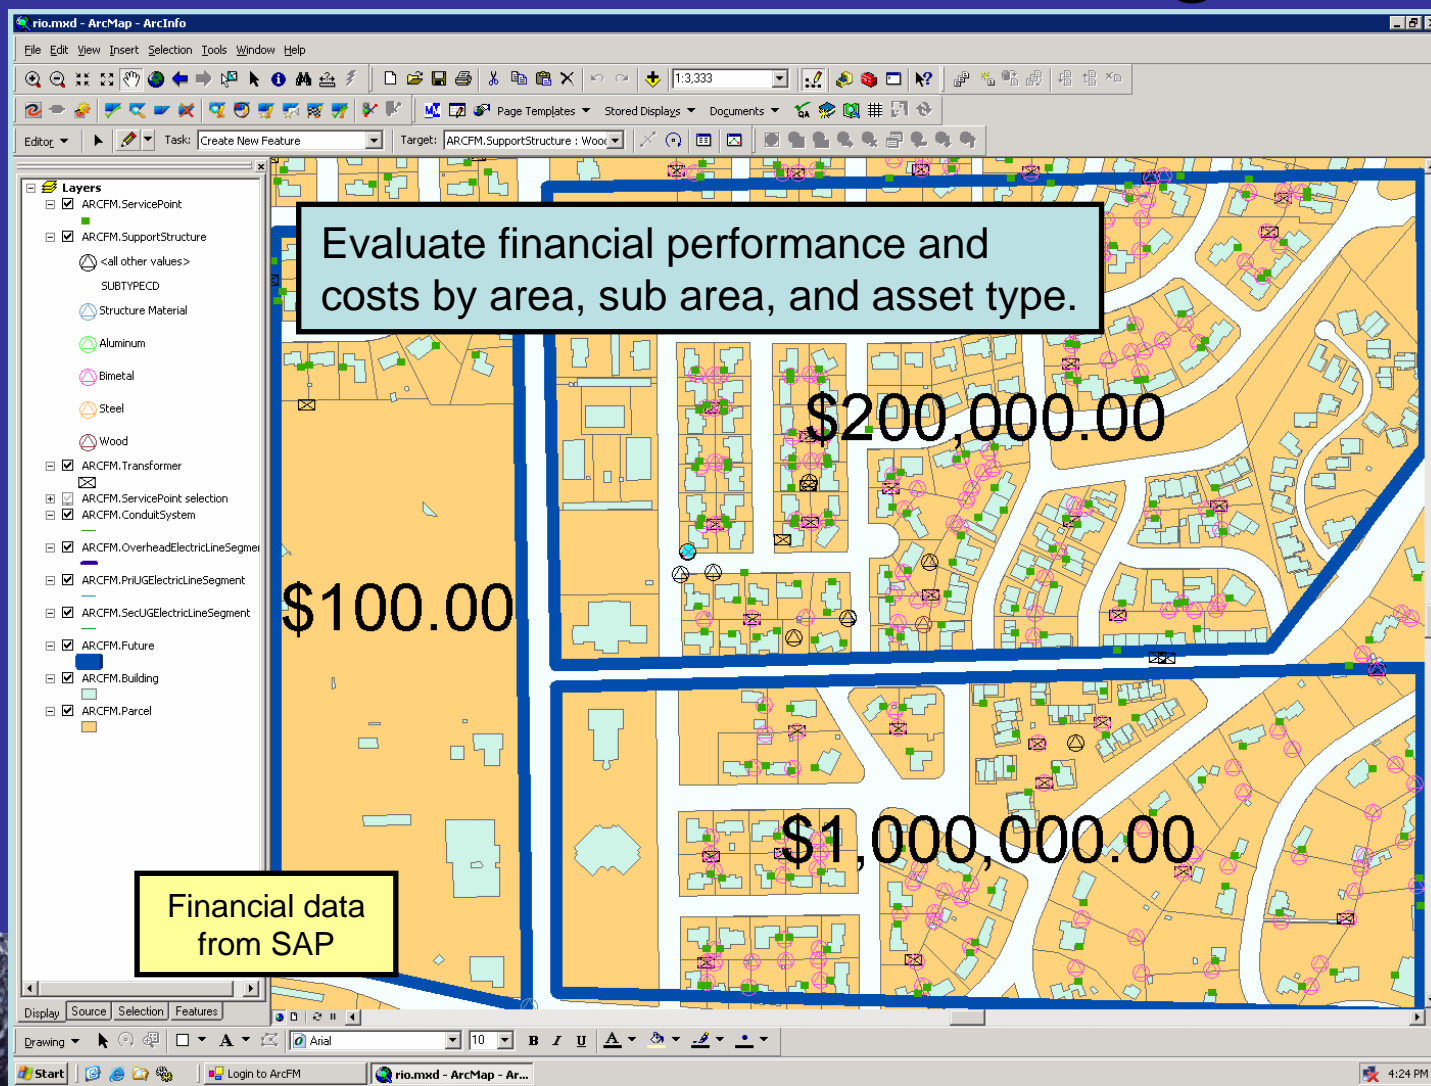 rio.mxd - ArcMap - ArcInfo
File Edit View Insert Selection Tools Window Help
1:3,333
Page Templates Stored Displays Documents
Editor Task: Create New Feature Target: ARCFM.SupportStructure : Wood
Layers
ARCFM.ServicePoint
ARCFM.SupportStructure
<all other values>
SUBTYPECD
Structure Material
Aluminum
Bimetal
Steel
Wood
ARCFM.Transformer
ARCFM.ServicePoint selection
ARCFM.ConduitSystem
ARCFM.OverheadElectricLineSegme
ARCFM.PriUGElectricLineSegment
ARCFM.SecUGElectricLineSegment
ARCFM.Future
ARCFM.Building
ARCFM.Parcel
Evaluate financial performance and
costs by area, sub area, and asset type.
$200,000.00
$100.00
$1,000,000.00
Financial data
from SAP
Display Source Selection Features
Drawing A Arial 10 B I U A
Start Login to ArcFM rio.mxd - ArcMap - Ar... 4:24 PM